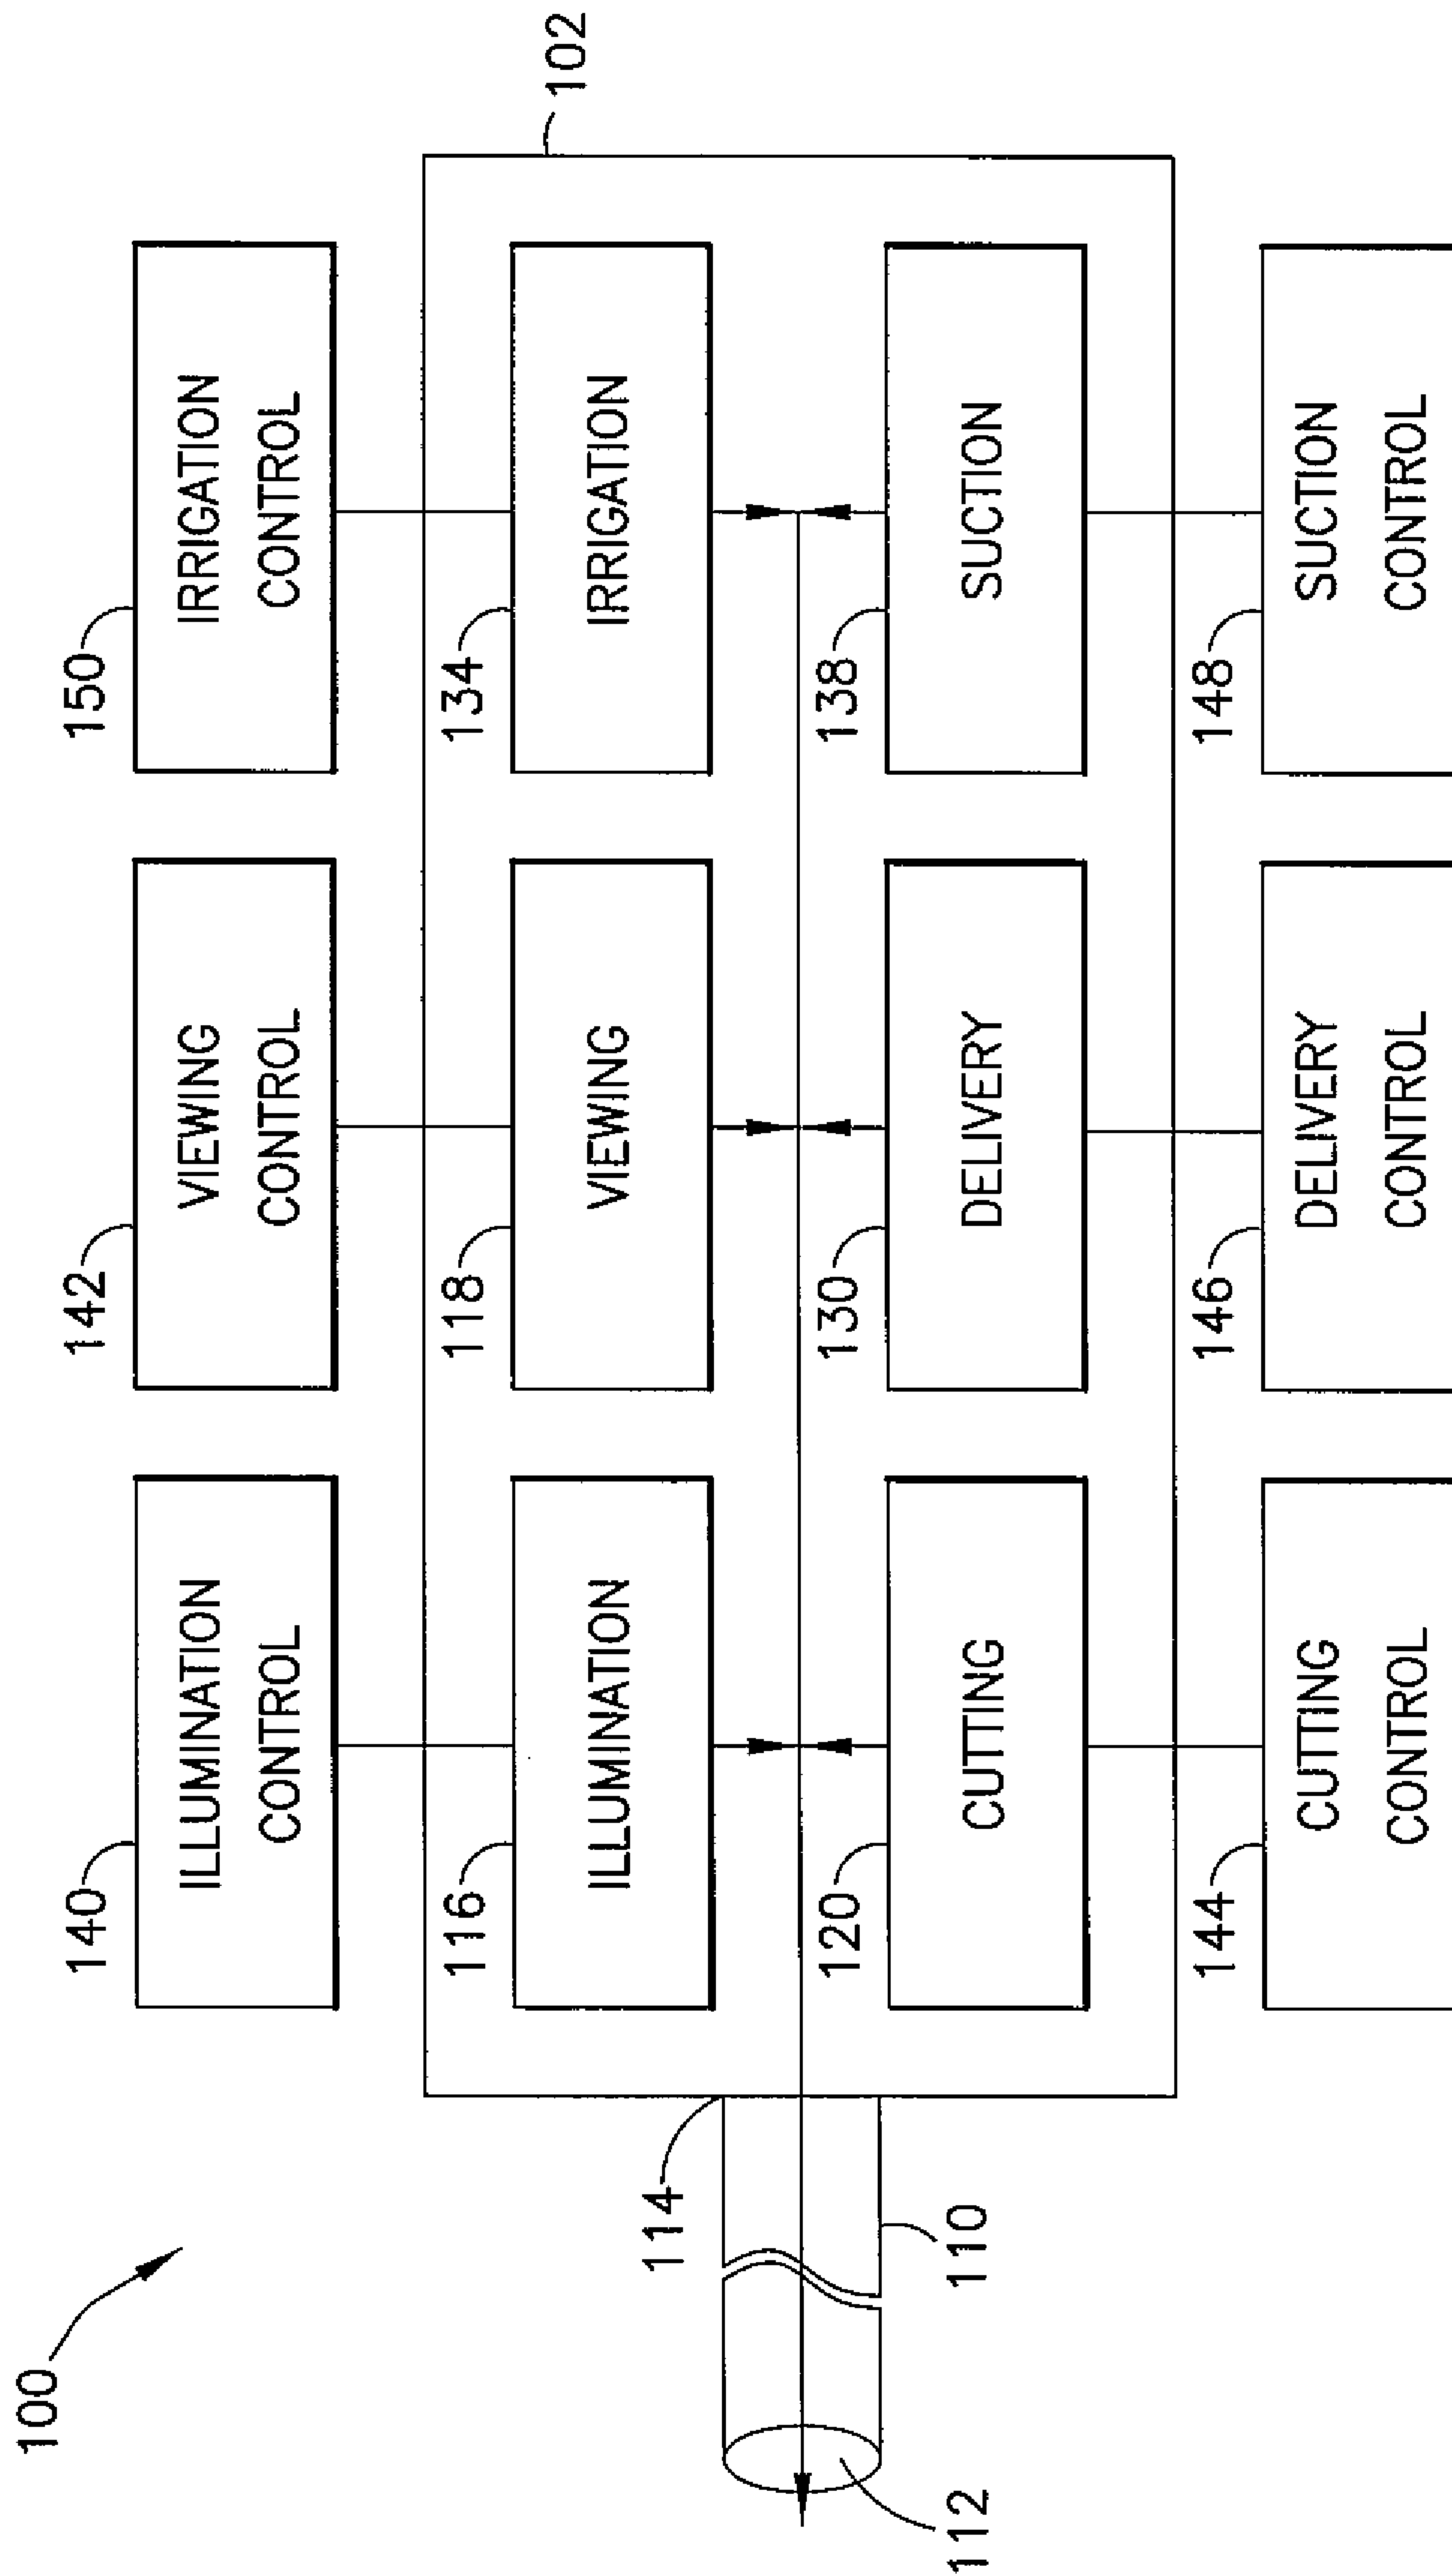 100
140
ILLUMINATION
CONTROL
142
VIEWING
CONTROL
150
IRRIGATION
CONTROL
102
116
ILLUMINATION
118
VIEWING
134
IRRIGATION
114
110
112
120
CUTTING
130
DELIVERY
138
SUCTION
144
CUTTING
CONTROL
146
DELIVERY
CONTROL
148
SUCTION
CONTROL